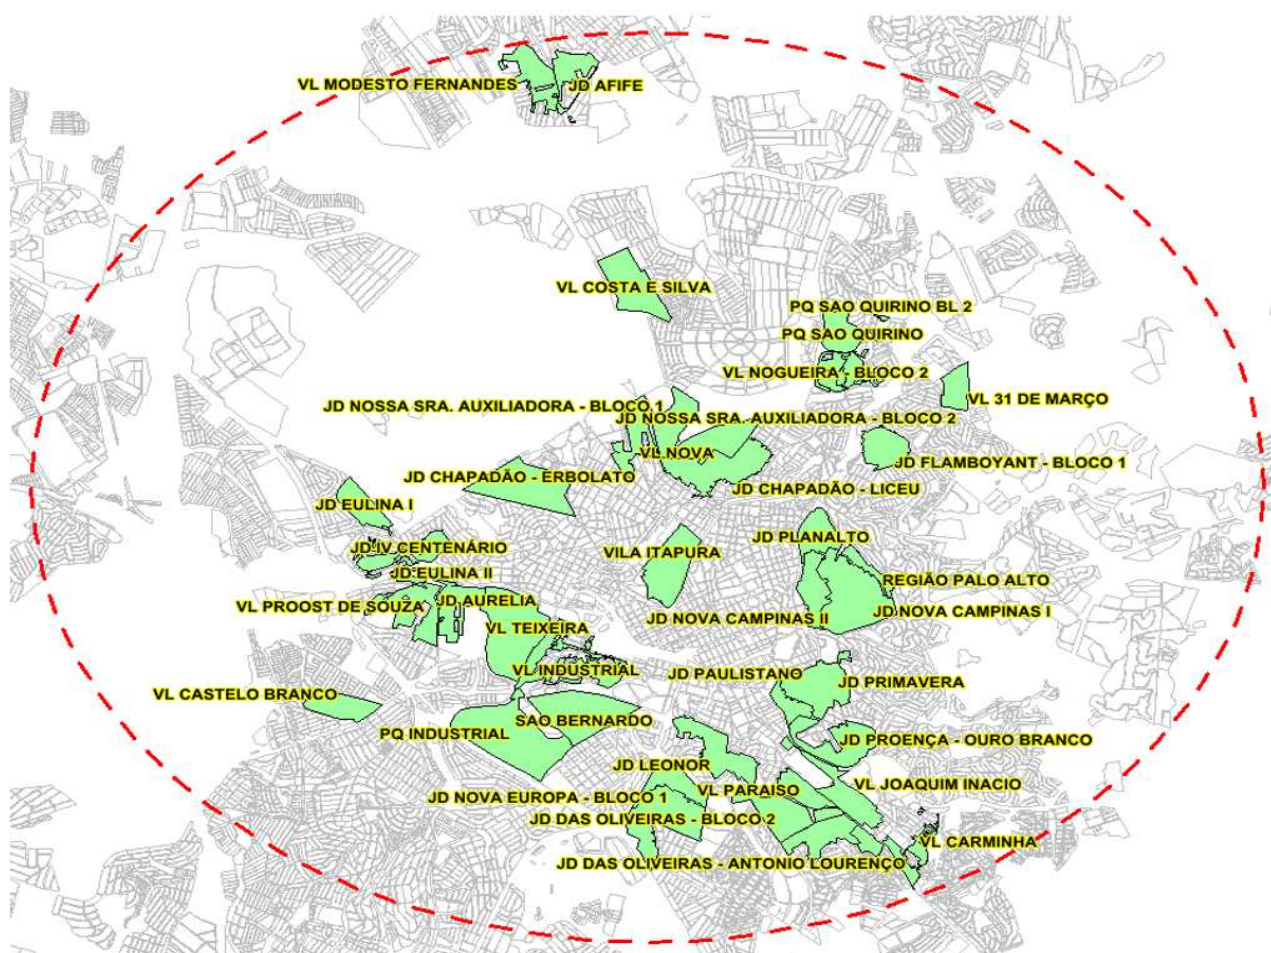 VL MODESTO FERNANDES
JD AFIFE
VL COSTA E SILVA
PQ SAO QUIRINO BL 2
PQ SAO QUIRINO
VL NOGUEIRA - BLOCO 2
VL 31 DE MARÇO
JD NOSSA SRA. AUXILIADORA - BLOCO 1
JD NOSSA SRA. AUXILIADORA - BLOCO 2
VL NOVA
JD FLAMBOYANT - BLOCO 1
JD CHAPADÃO - ERBOLATO
JD CHAPADÃO - LICEU
JD EULINA I
JD PLANALTO
JD IV CENTENÁRIO
VILA ITAPURA
JD EULINA II
REGIÃO PALO ALTO
JD AURELIA
VL PROOST DE SOUZA
JD NOVA CAMPINAS II
JD NOVA CAMPINAS I
VL TEIXEIRA
VL INDUSTRIAL
JD PAULISTANO
JD PRIMAVERA
VL CASTELO BRANCO
SAO BERNARDO
PQ INDUSTRIAL
JD PROENÇA - OURO BRANCO
JD LEONOR
VL JOAQUIM INACIO
VL PARAISO
JD NOVA EUROPA - BLOCO 1
JD DAS OLIVEIRAS - BLOCO 2
VL CARMINHA
JD DAS OLIVEIRAS - ANTONIO LOURENÇO